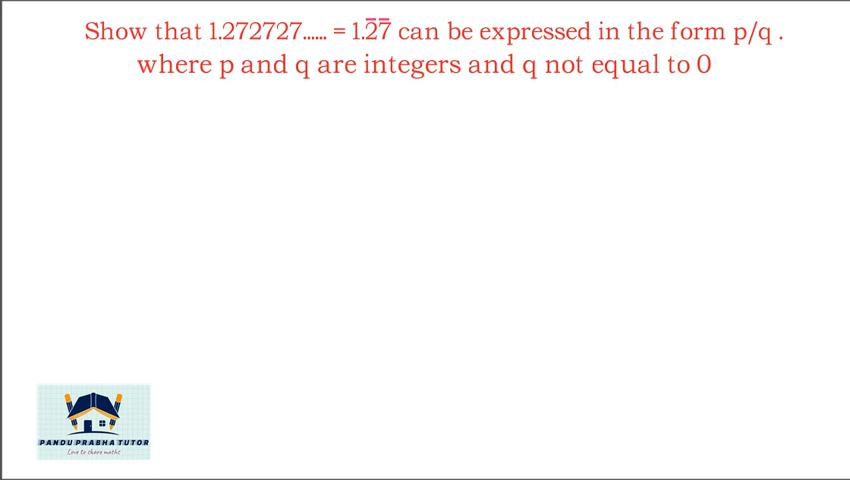 Show that 1.272727...... = 1.2̅7̅ can be expressed in the form p/q .
where p and q are integers and q not equal to 0
PANDU PRABHA TUTOR
Love to share maths